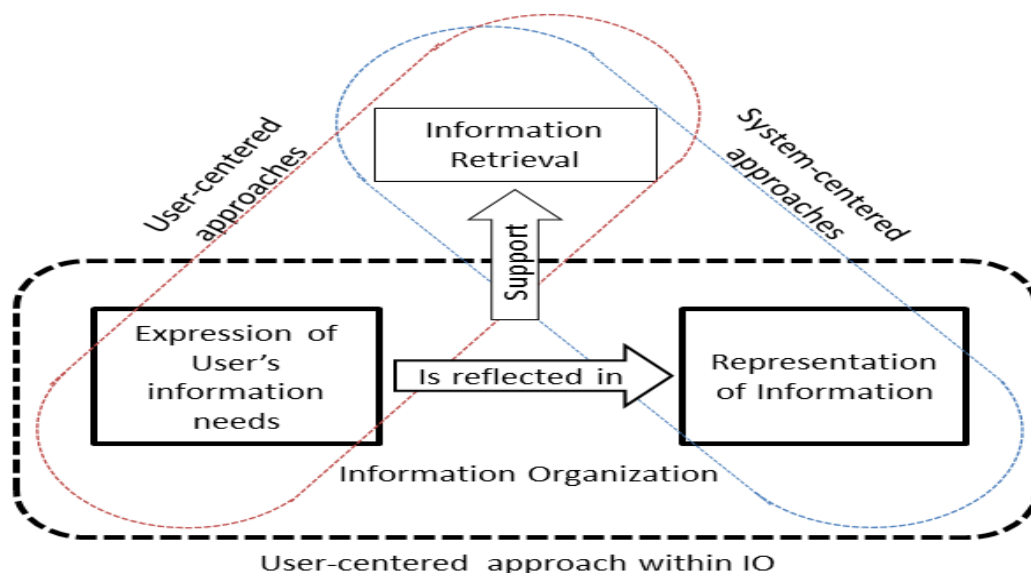 Information
Retrieval
User-centered
approaches
System-centered
approaches
Support
Expression of
User's
information
needs
Is reflected in
Representation
of Information
Information Organization
User-centered approach within IO